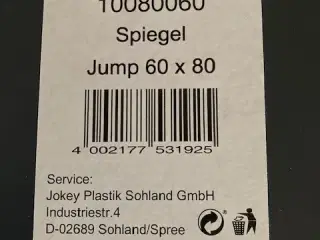 10080060
Spiegel
Jump 60 x 80
4 002177 531925
Service:
Jokey Plastik Sohland GmbH
Industriestr.4
D-02689 Sohland/Spree